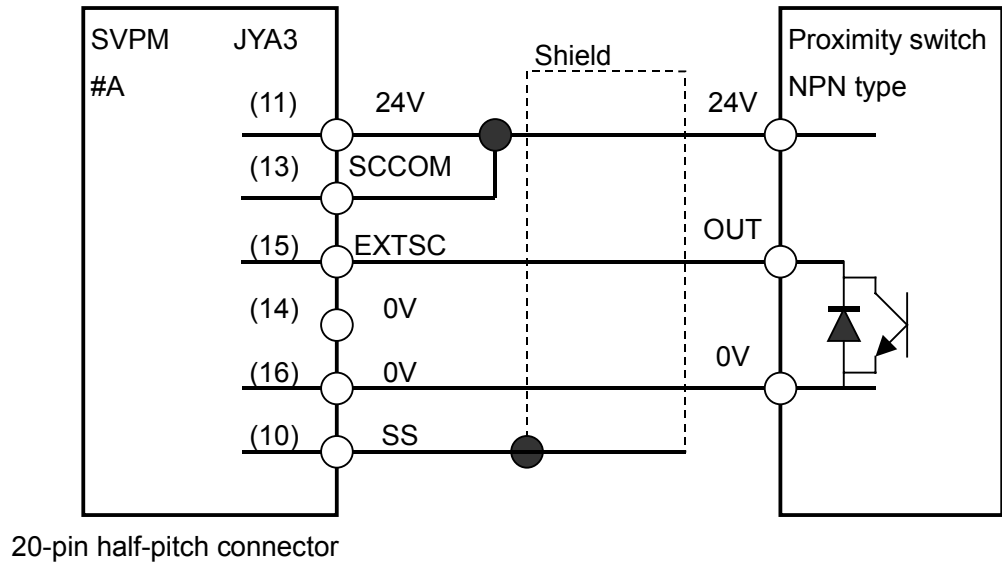 SVPM JYA3
#A
Shield
Proximity switch
NPN type
(11) 24V 24V
(13) SCCOM
(15) EXTSC OUT
(14) 0V
(16) 0V 0V
(10) SS
20-pin half-pitch connector